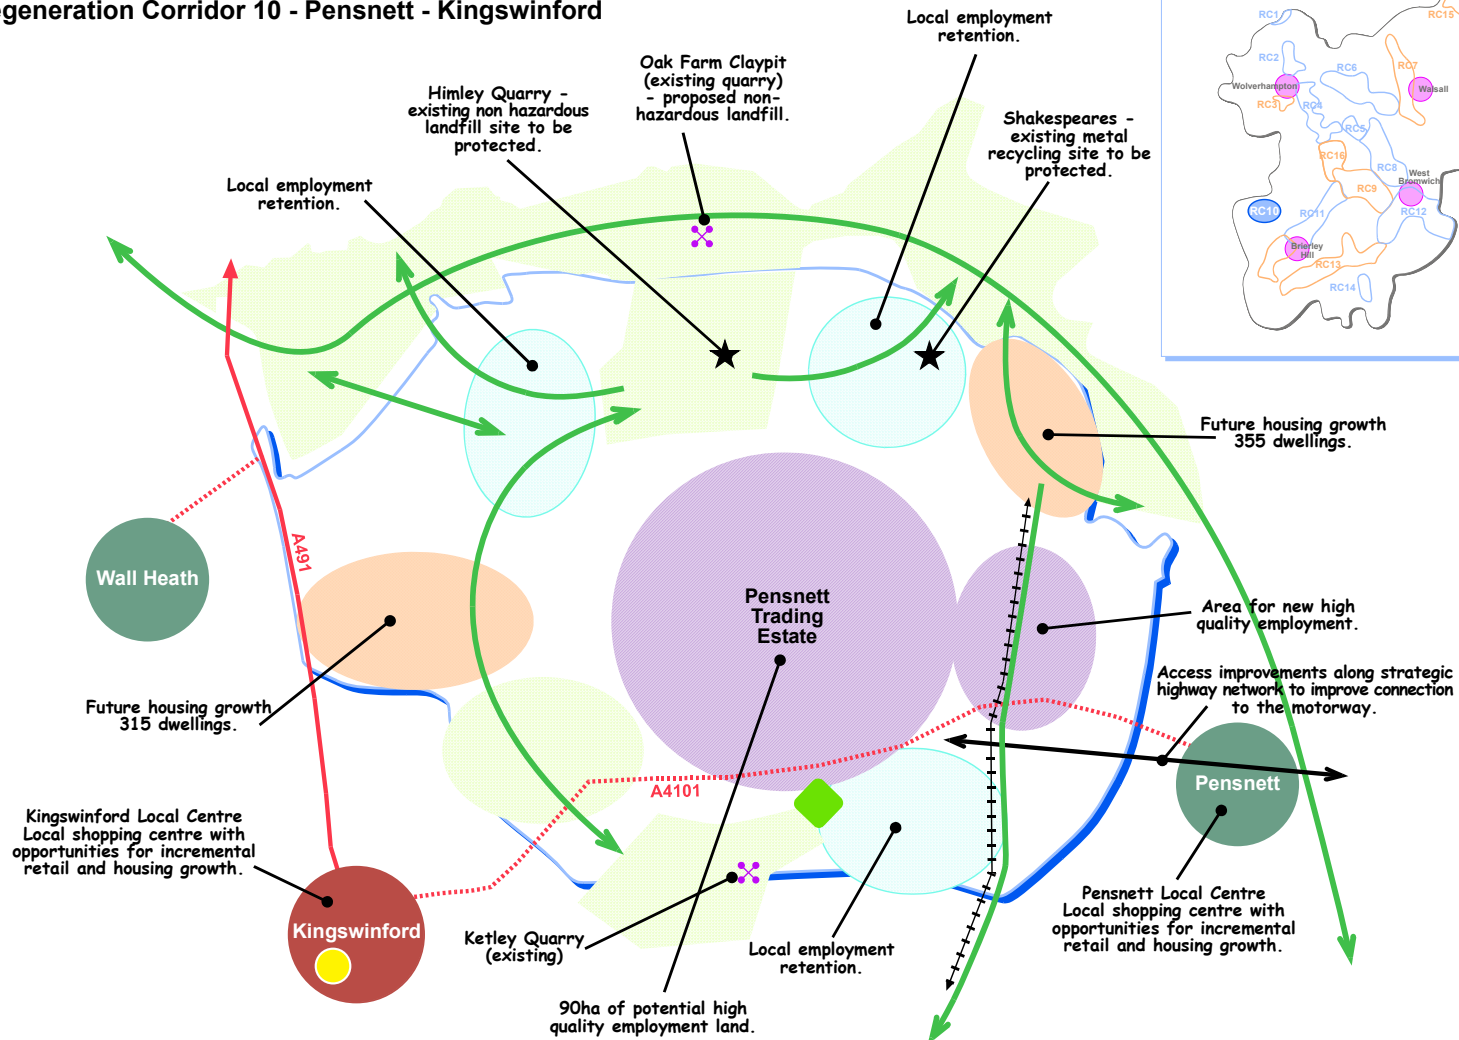 egeneration Corridor 10 - Pensnett - Kingswinford
Local employment
retention.
Oak Farm Claypit
(existing quarry)
- proposed non-
hazardous landfill.
Himley Quarry -
existing non hazardous
landfill site to be
protected.
Shakespeares -
existing metal
recycling site to be
protected.
Local employment
retention.
RC1
RC15
RC2
RC6
RC7
Wolverhampton
Walsall
RC3
RC4
RC5
RC16
RC8
West
Bromwich
RC9
RC10
RC11
RC12
Brierley
Hill
RC13
RC14
Future housing growth
355 dwellings.
A491
Wall Heath
Pensnett
Trading
Estate
Area for new high
quality employment.
Access improvements along strategic
highway network to improve connection
to the motorway.
Future housing growth
315 dwellings.
A4101
Pensnett
Kingswinford Local Centre
Local shopping centre with
opportunities for incremental
retail and housing growth.
Kingswinford
Ketley Quarry
(existing)
Local employment
retention.
Pensnett Local Centre
Local shopping centre with
opportunities for incremental
retail and housing growth.
90ha of potential high
quality employment land.